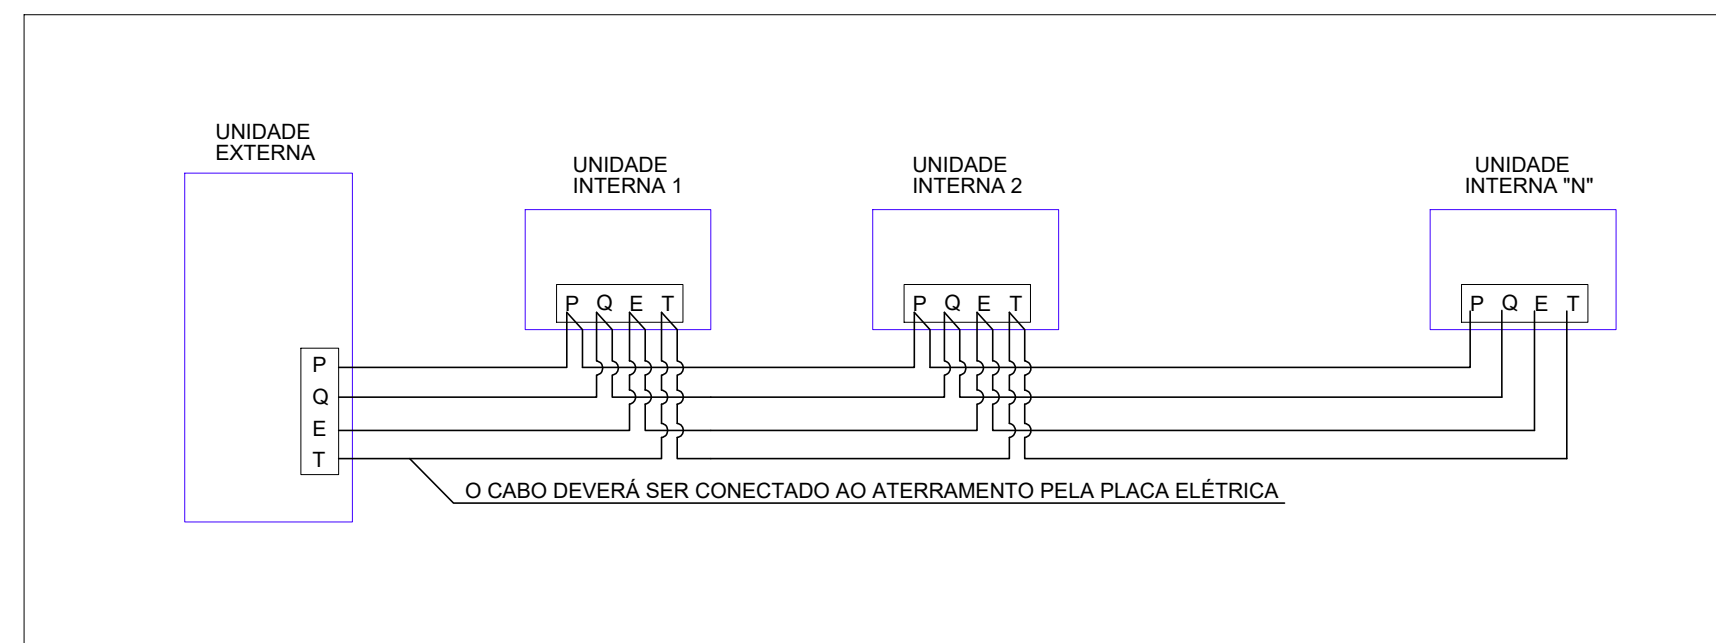 UNIDADE
EXTERNA
UNIDADE
INTERNA 1
UNIDADE
INTERNA 2
UNIDADE
INTERNA "N"
P Q E T
P Q E T
P Q E T
P
Q
E
T
O CABO DEVERÁ SER CONECTADO AO ATERRAMENTO PELA PLACA ELÉTRICA